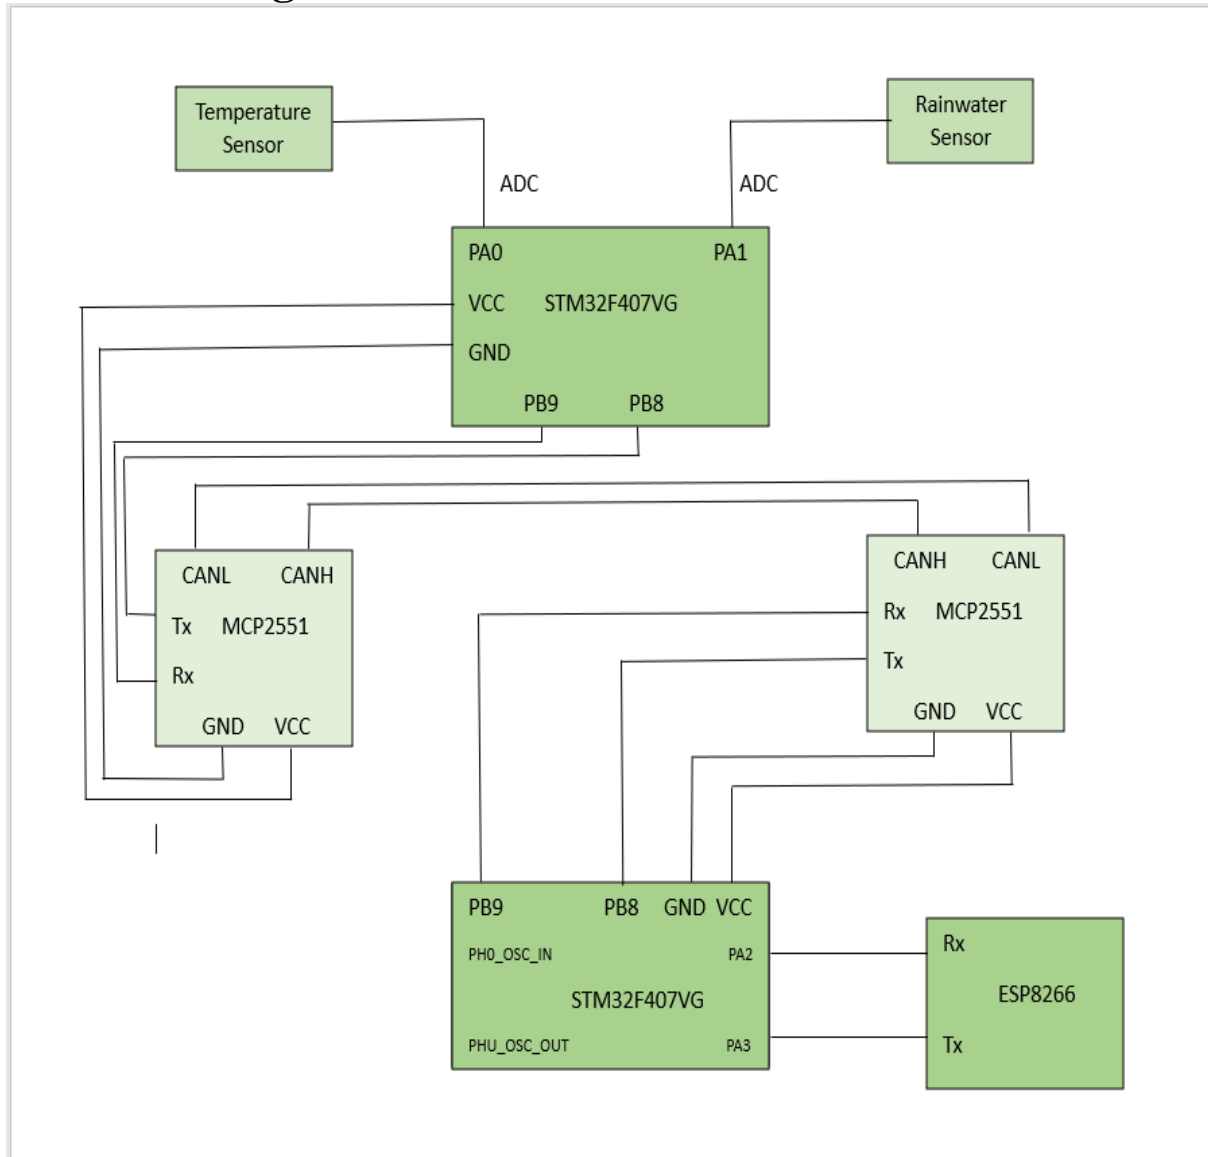 Temperature
Sensor
Rainwater
Sensor
ADC
ADC
PA0
PA1
VCC
STM32F407VG
GND
PB9
PB8
CANL
CANH
Tx
MCP2551
Rx
GND
VCC
CANH
CANL
Rx
MCP2551
Tx
GND
VCC
PB9
PB8
GND
VCC
PH0_OSC_IN
PA2
STM32F407VG
PHU_OSC_OUT
PA3
Rx
ESP8266
Tx